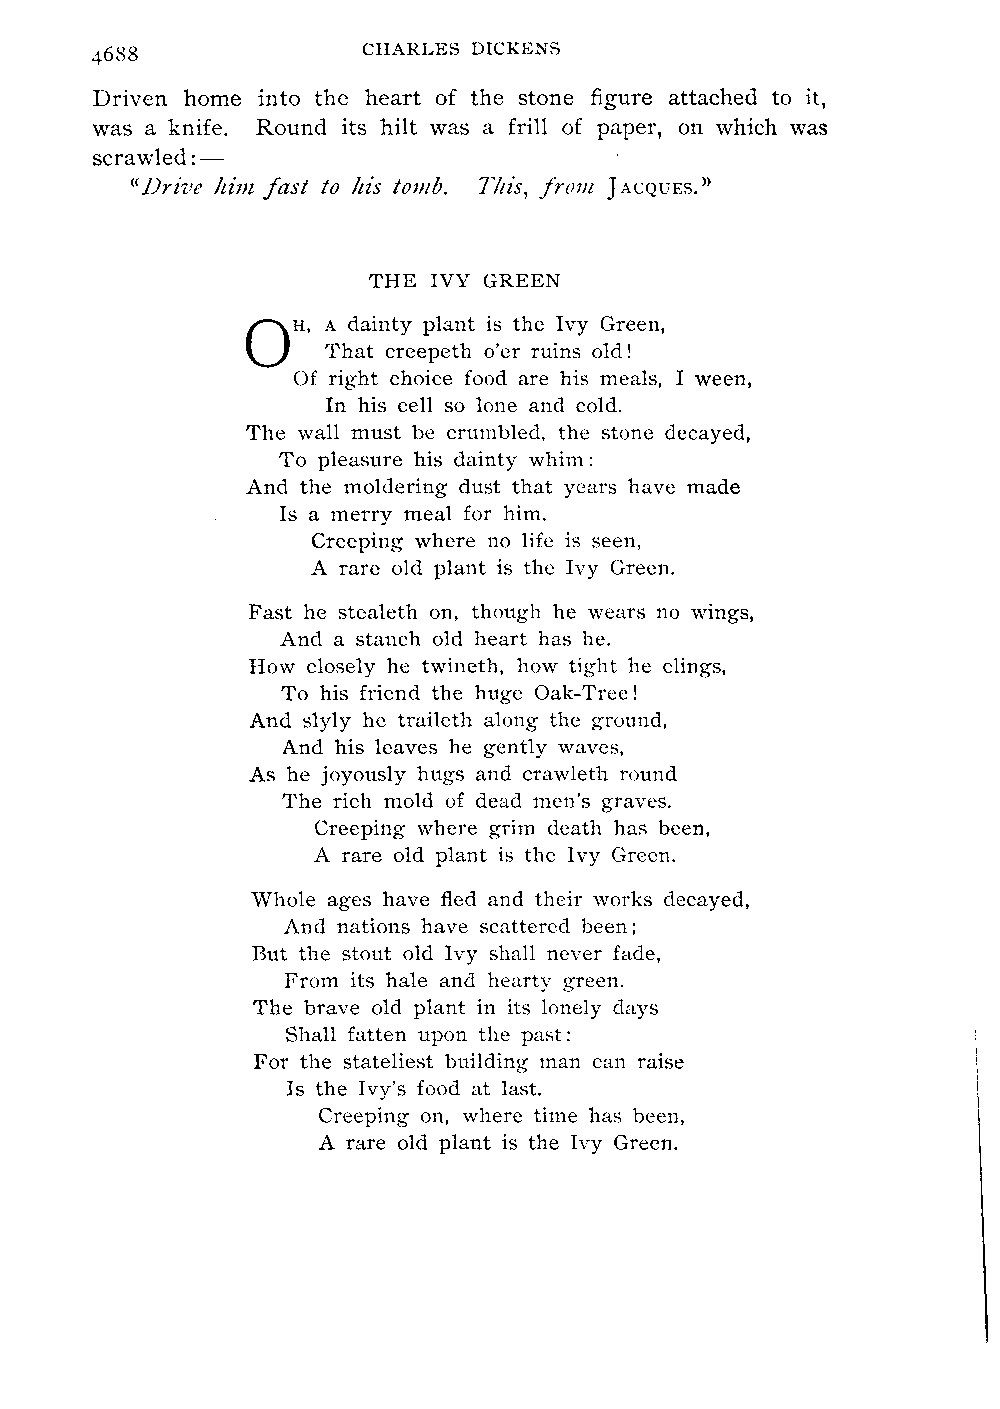 4688
CHARLES DICKENS
Driven home into the heart of the stone figure attached to it,
was a knife. Round its hilt was a frill of paper, on which was
scrawled:—
"Drive him fast to his tomb. This, from JACQUES."
THE IVY GREEN
OH, A dainty plant is the Ivy Green,
That creepeth o'er ruins old!
Of right choice food are his meals, I ween,
In his cell so lone and cold.
The wall must be crumbled, the stone decayed,
To pleasure his dainty whim:
And the moldering dust that years have made
Is a merry meal for him.
Creeping where no life is seen,
A rare old plant is the Ivy Green.
Fast he stealeth on, though he wears no wings,
And a stanch old heart has he.
How closely he twineth, how tight he clings,
To his friend the huge Oak-Tree!
And slyly he traileth along the ground,
And his leaves he gently waves,
As he joyously hugs and crawleth round
The rich mold of dead men's graves.
Creeping where grim death has been,
A rare old plant is the Ivy Green.
Whole ages have fled and their works decayed,
And nations have scattered been;
But the stout old Ivy shall never fade,
From its hale and hearty green.
The brave old plant in its lonely days
Shall fatten upon the past:
For the stateliest building man can raise
Is the Ivy's food at last.
Creeping on, where time has been,
A rare old plant is the Ivy Green.